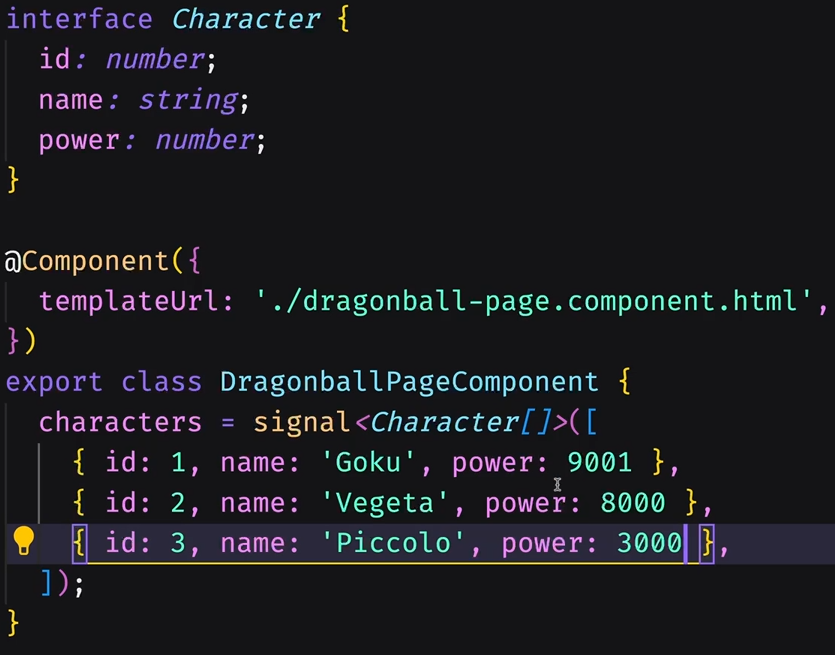 interface Character {
id: number;
name: string;
power: number;
}
@Component({
templateUrl: './dragonball-page.component.html',
})
export class DragonballPageComponent {
characters = signal<Character[]>([
{ id: 1, name: 'Goku', power: 9001 },
{ id: 2, name: 'Vegeta', power: 8000 },
{ id: 3, name: 'Piccolo', power: 3000 },
]);
}